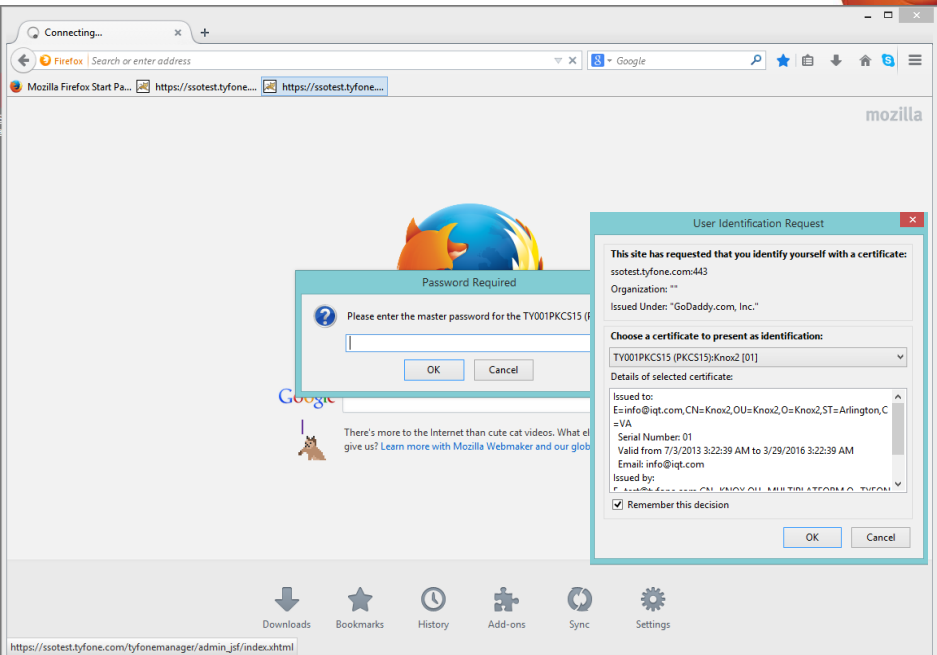 Connecting...
Firefox Search or enter address
Google
Mozilla Firefox Start Pa... https://ssotest.tyfone.... https://ssotest.tyfone....
mozilla
Password Required
Please enter the master password for the TY001PKCS15 (
OK Cancel
User Identification Request
This site has requested that you identify yourself with a certificate:
ssotest.tyfone.com:443
Organization: ""
Issued Under: "GoDaddy.com, Inc."
Choose a certificate to present as identification:
TY001PKCS15 (PKCS15):Knox2 [01]
Details of selected certificate:
Issued to:
E=info@iqt.com,CN=Knox2,OU=Knox2,O=Knox2,ST=Arlington,C
=VA
Serial Number: 01
Valid from 7/3/2013 3:22:39 AM to 3/29/2016 3:22:39 AM
Email: info@iqt.com
Issued by:
Remember this decision
OK Cancel
Google
There's more to the Internet than cute cat videos. What el
give us? Learn more with Mozilla Webmaker and our glob
Downloads Bookmarks History Add-ons Sync Settings
https://ssotest.tyfone.com/tyfonemanager/admin_jsf/index.xhtml